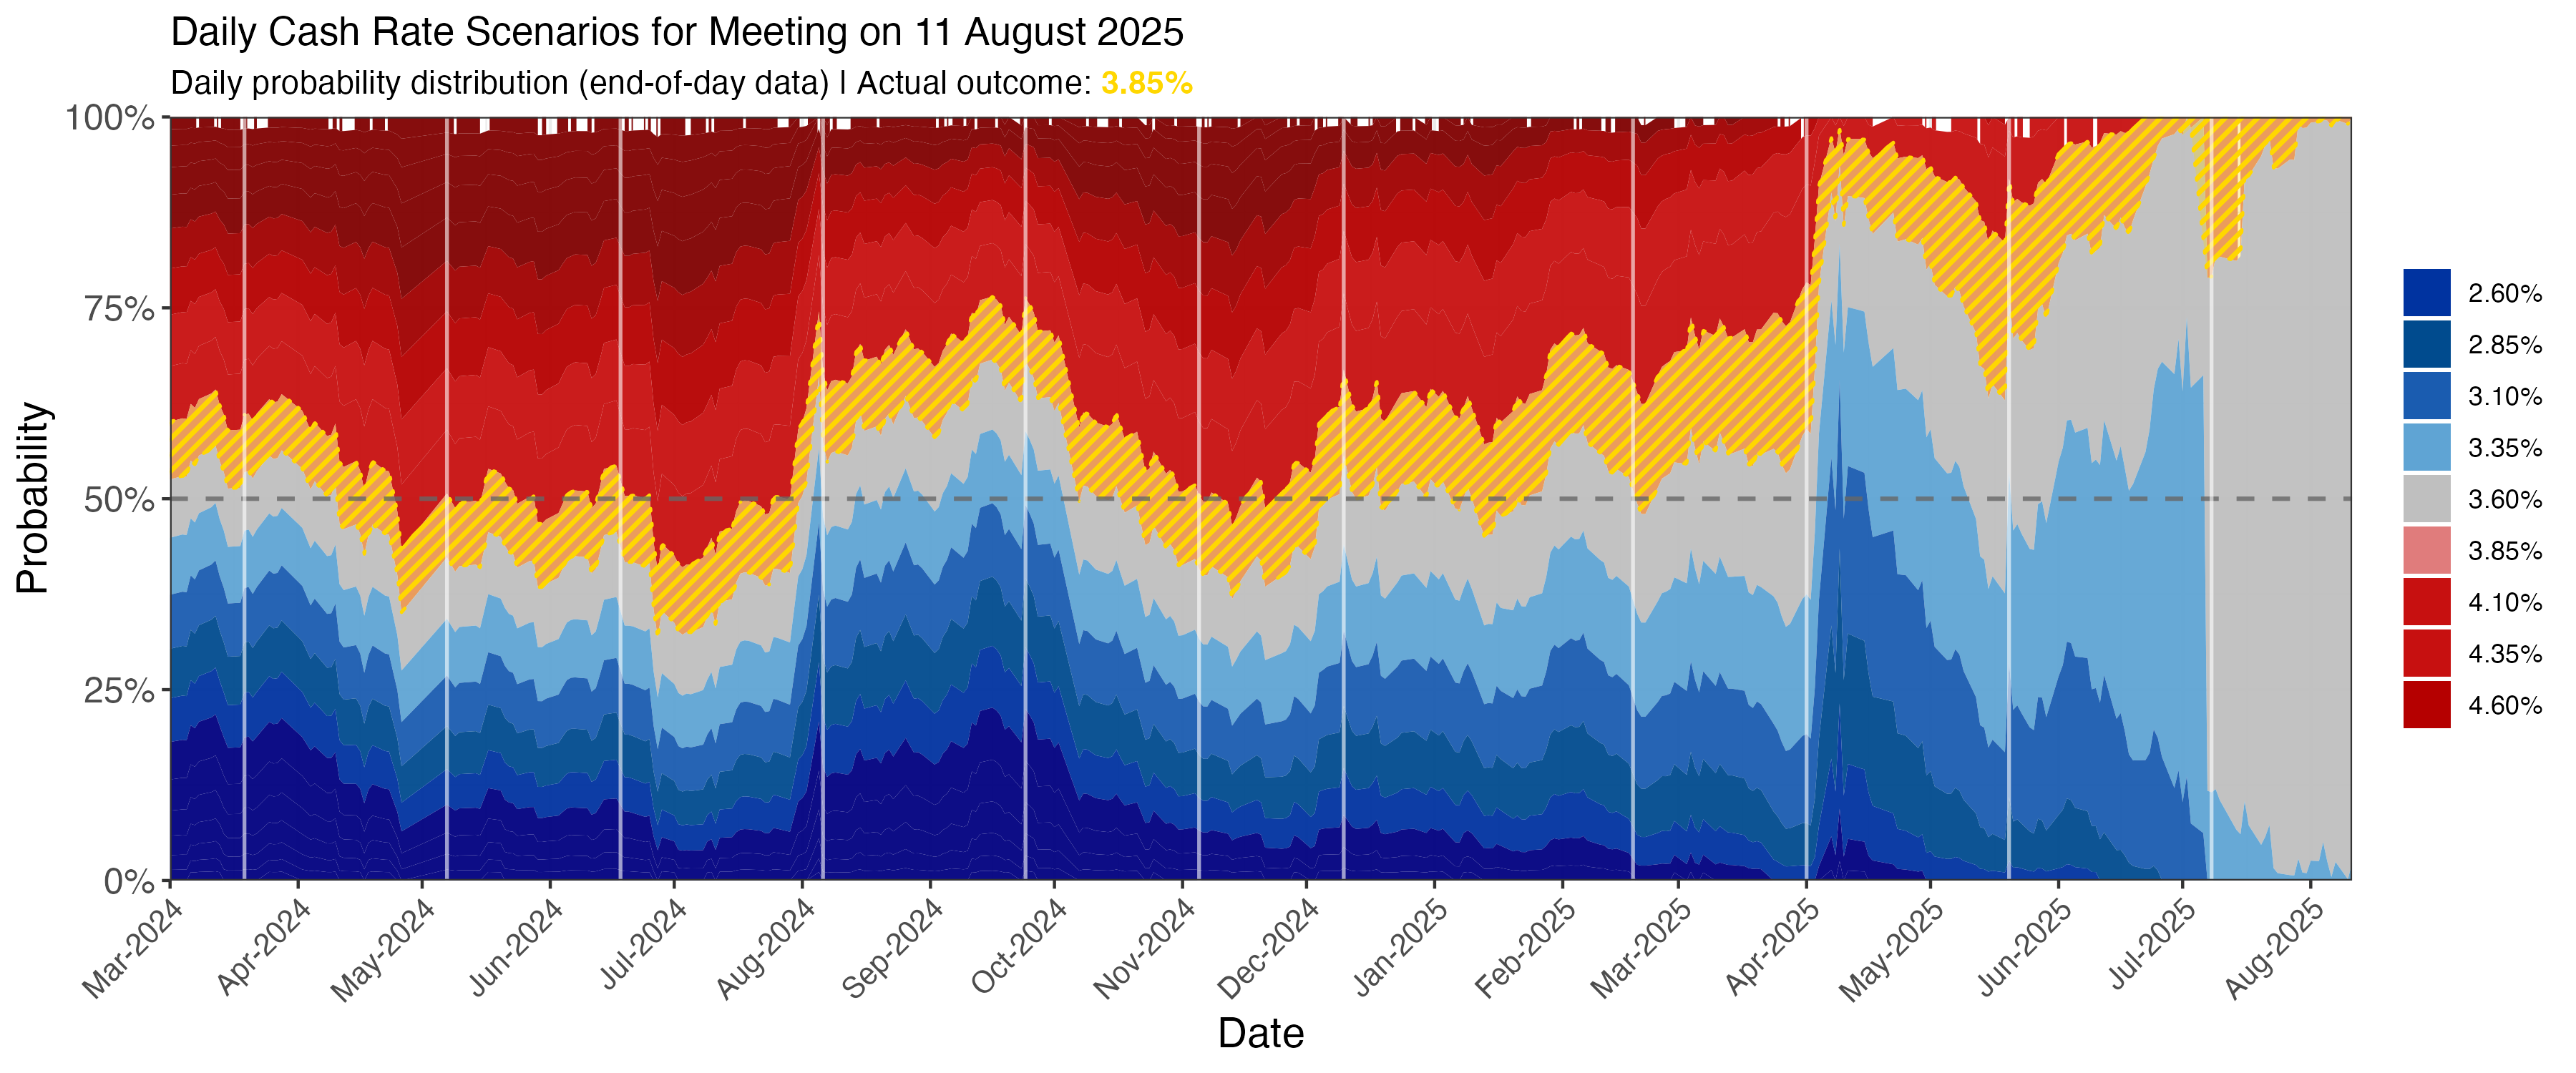 Daily Cash Rate Scenarios for Meeting on 11 August 2025
Daily probability distribution (end-of-day data) | Actual outcome: 3.85%
Probability
100%
75%
50%
25%
0%
Mar-2024
Apr-2024
May-2024
Jun-2024
Jul-2024
Aug-2024
Sep-2024
Oct-2024
Nov-2024
Dec-2024
Jan-2025
Feb-2025
Mar-2025
Apr-2025
May-2025
Jun-2025
Jul-2025
Aug-2025
Date
2.60%
2.85%
3.10%
3.35%
3.60%
3.85%
4.10%
4.35%
4.60%